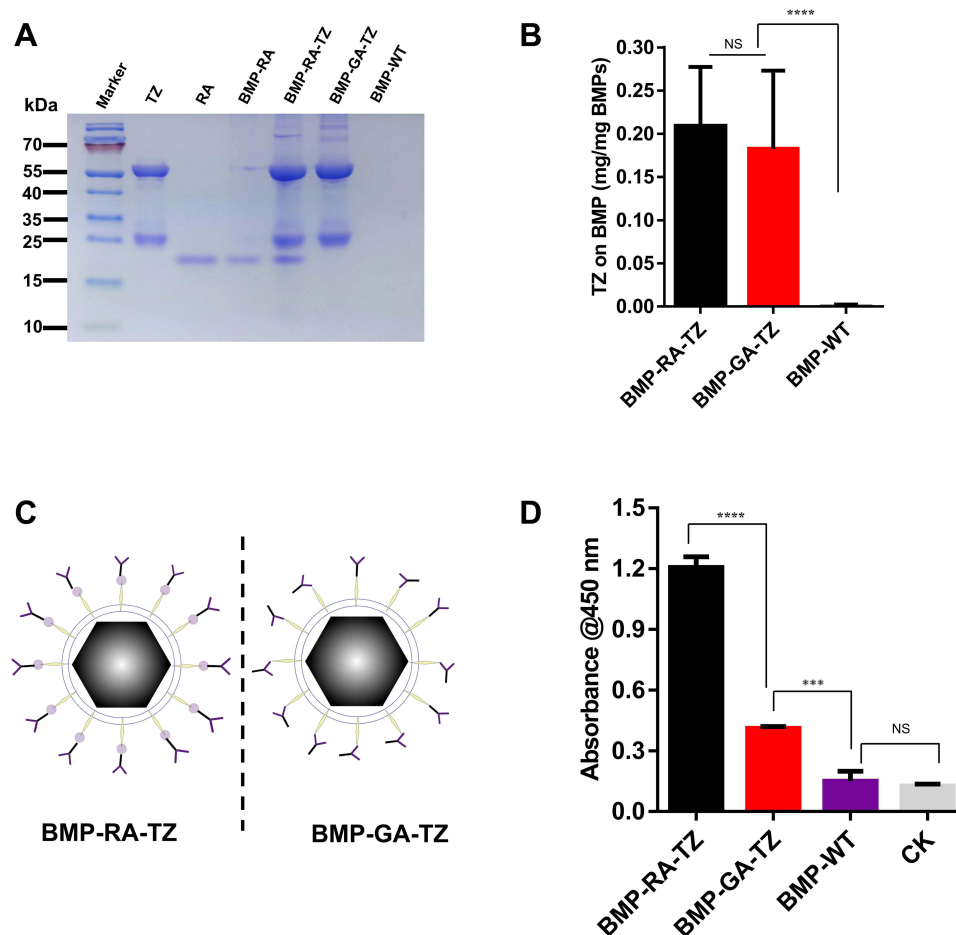 A
kDa
Marker
TZ
RA
BMP-RA
BMP-RA-TZ
BMP-GA-TZ
BMP-WT
70
55
40
35
25
15
10
B
TZ on BMP (mg/mg BMPs)
0.30
0.25
0.20
0.15
0.10
0.05
0.00
NS
****
BMP-RA-TZ
BMP-GA-TZ
BMP-WT
C
BMP-RA-TZ
BMP-GA-TZ
D
Absorbance @450 nm
1.5
1.2
0.9
0.6
0.3
0.0
****
***
NS
BMP-RA-TZ
BMP-GA-TZ
BMP-WT
CK